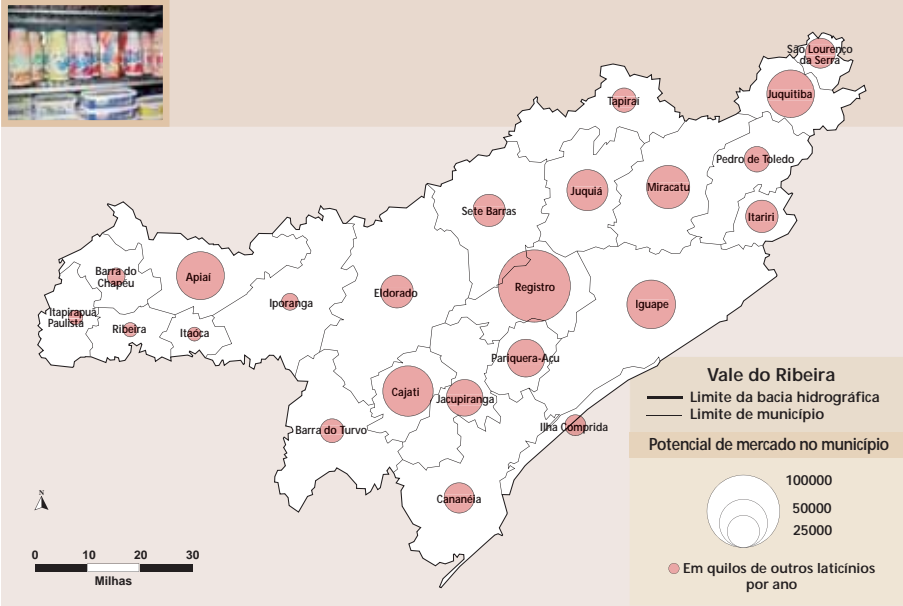 São Lourenço
da Serra
Juquitiba
Tapiraí
Pedro de Toledo
Juquiá
Miracatu
Sete Barras
Itariri
Barra do
Chapéu
Apiaí
Registro
Eldorado
Iporanga
Iguape
Itapirapuã
Paulista
Ribeira
Itaoca
Pariquera-Açu
Cajati
Jacupiranga
Barra do Turvo
Ilha Comprida
Cananéia
N
0 10 20 30
Milhas
Vale do Ribeira
Limite da bacia hidrográfica
Limite de município
Potencial de mercado no município
100000
50000
25000
Em quilos de outros laticínios
por ano